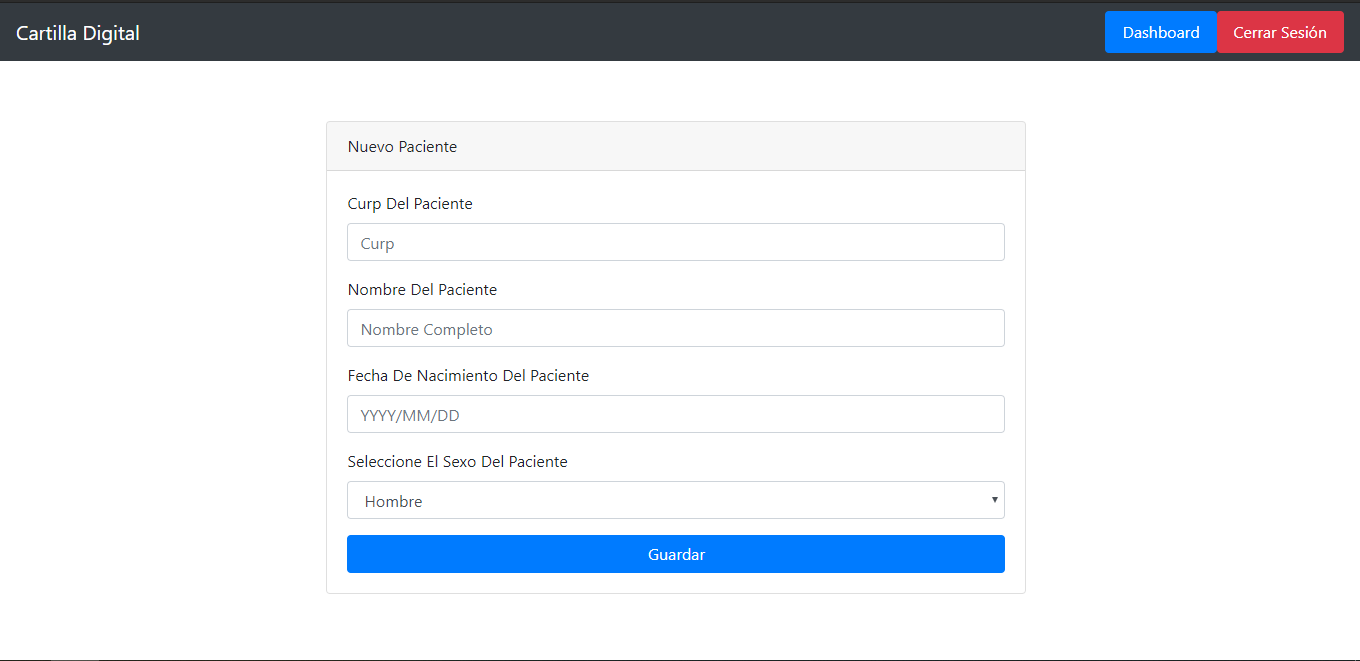 Cartilla Digital
Dashboard
Cerrar Sesión
Nuevo Paciente
Curp Del Paciente
Curp
Nombre Del Paciente
Nombre Completo
Fecha De Nacimiento Del Paciente
YYYY/MM/DD
Seleccione El Sexo Del Paciente
Hombre
Guardar